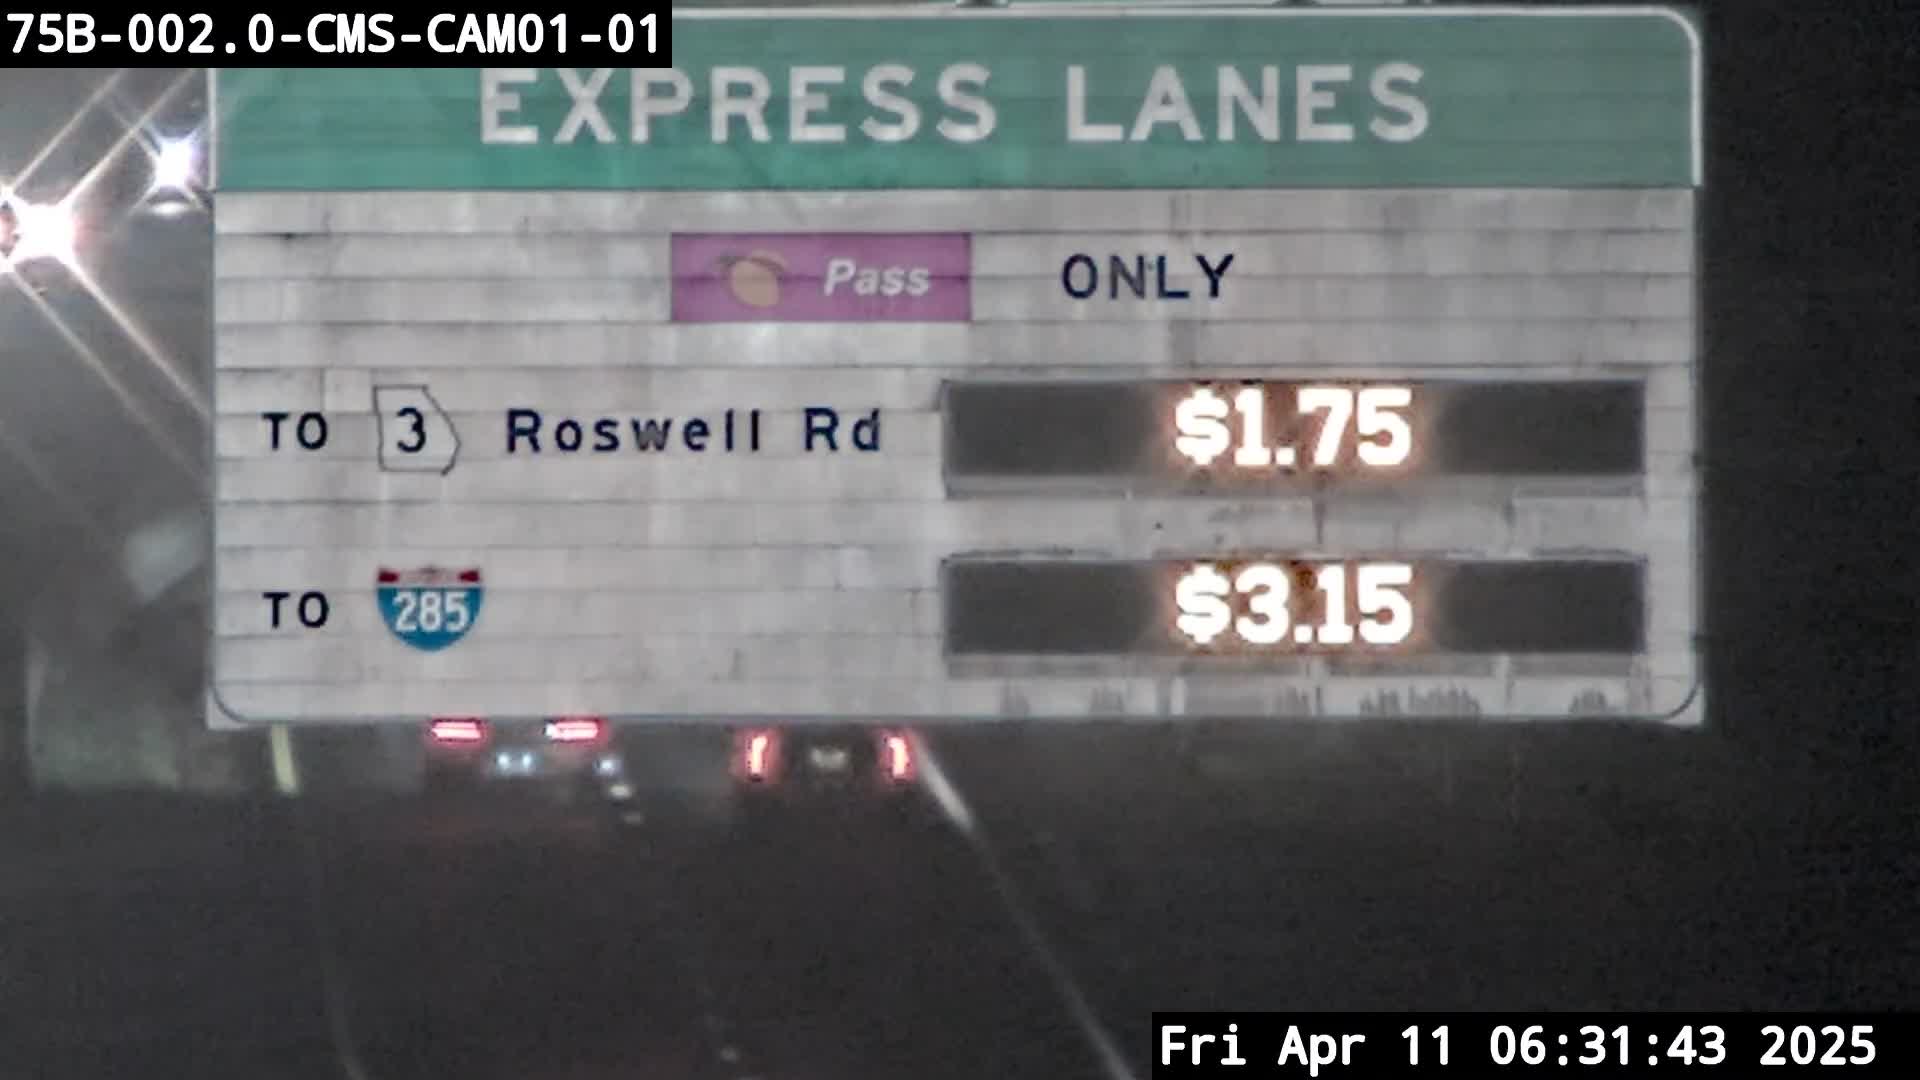 75B-002.0-CMS-CAM01-01
EXPRESS LANES
Pass ONLY
TO 3 Roswell Rd $1.75
TO 285 $3.15
Fri Apr 11 06:31:43 2025